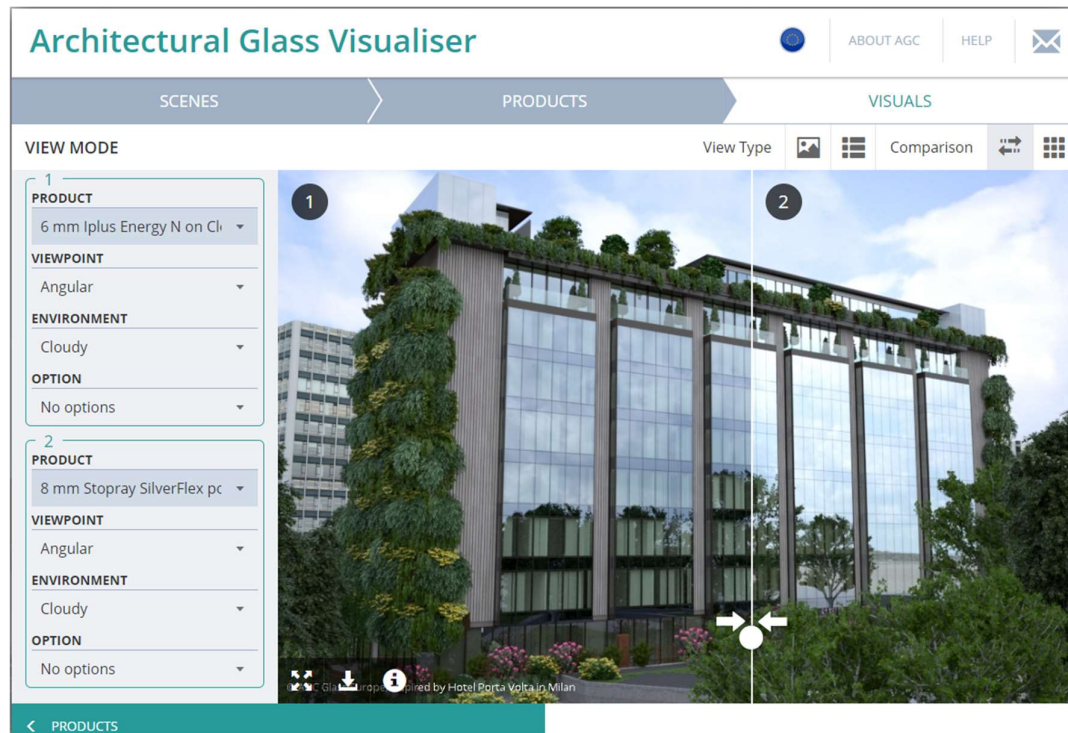 Architectural Glass Visualiser
ABOUT AGC
HELP
SCENES
PRODUCTS
VISUALS
VIEW MODE
View Type
Comparison
1
PRODUCT
6 mm Iplus Energy N on Cl
VIEWPOINT
Angular
ENVIRONMENT
Cloudy
OPTION
No options
2
PRODUCT
8 mm Stopray SilverFlex po
VIEWPOINT
Angular
ENVIRONMENT
Cloudy
OPTION
No options
1
2
Inspired by Hotel Porta Volta in Milan
PRODUCTS